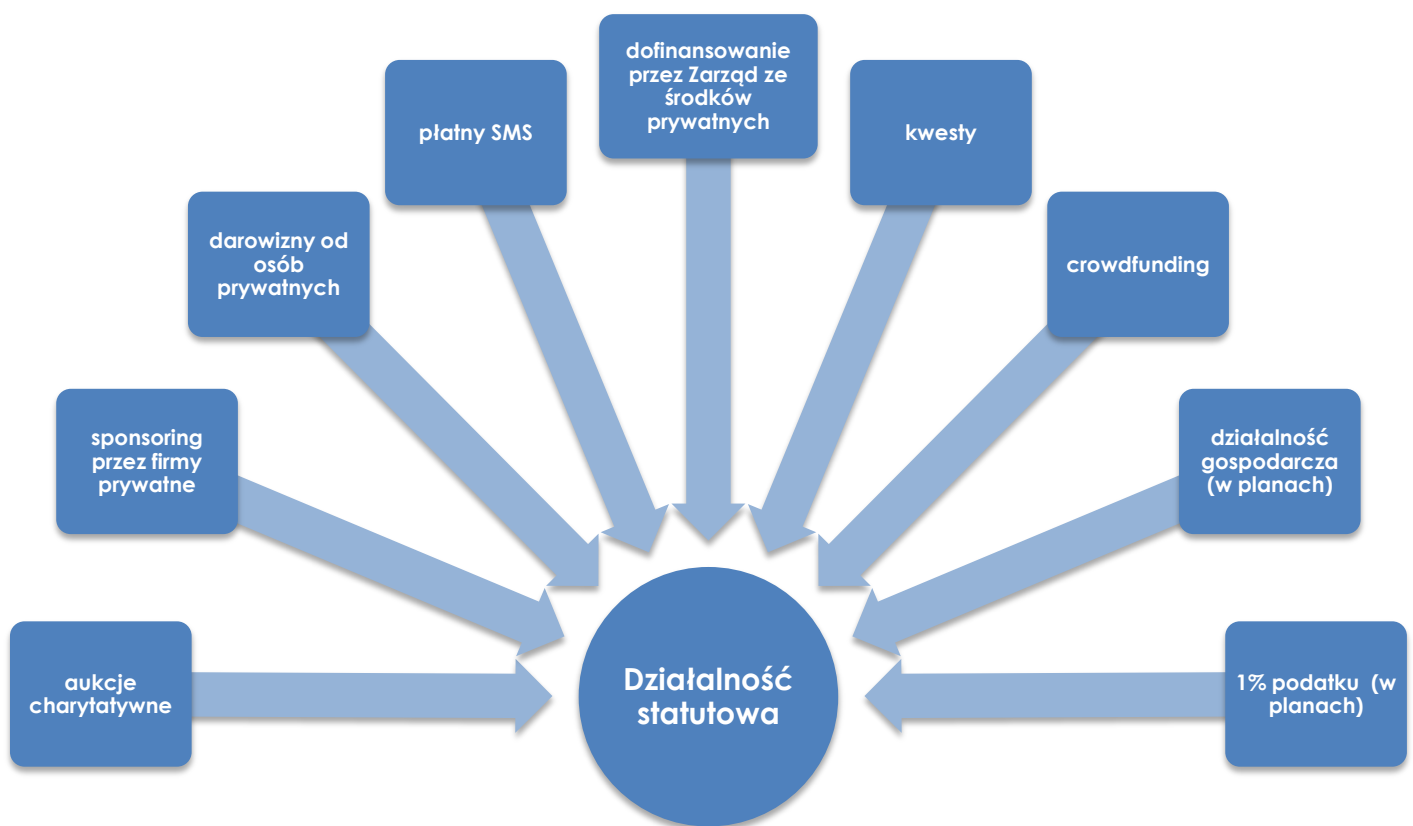 aukcje
charytatywne
sponsoring
przez firmy
prywatne
darowizny od
osób
prywatnych
płatny SMS
dofinansowanie
przez Zarząd ze
środków
prywatnych
kwesty
crowdfunding
działalność
gospodarcza
(w planach)
1% podatku (w
planach)
Działalność
statutowa